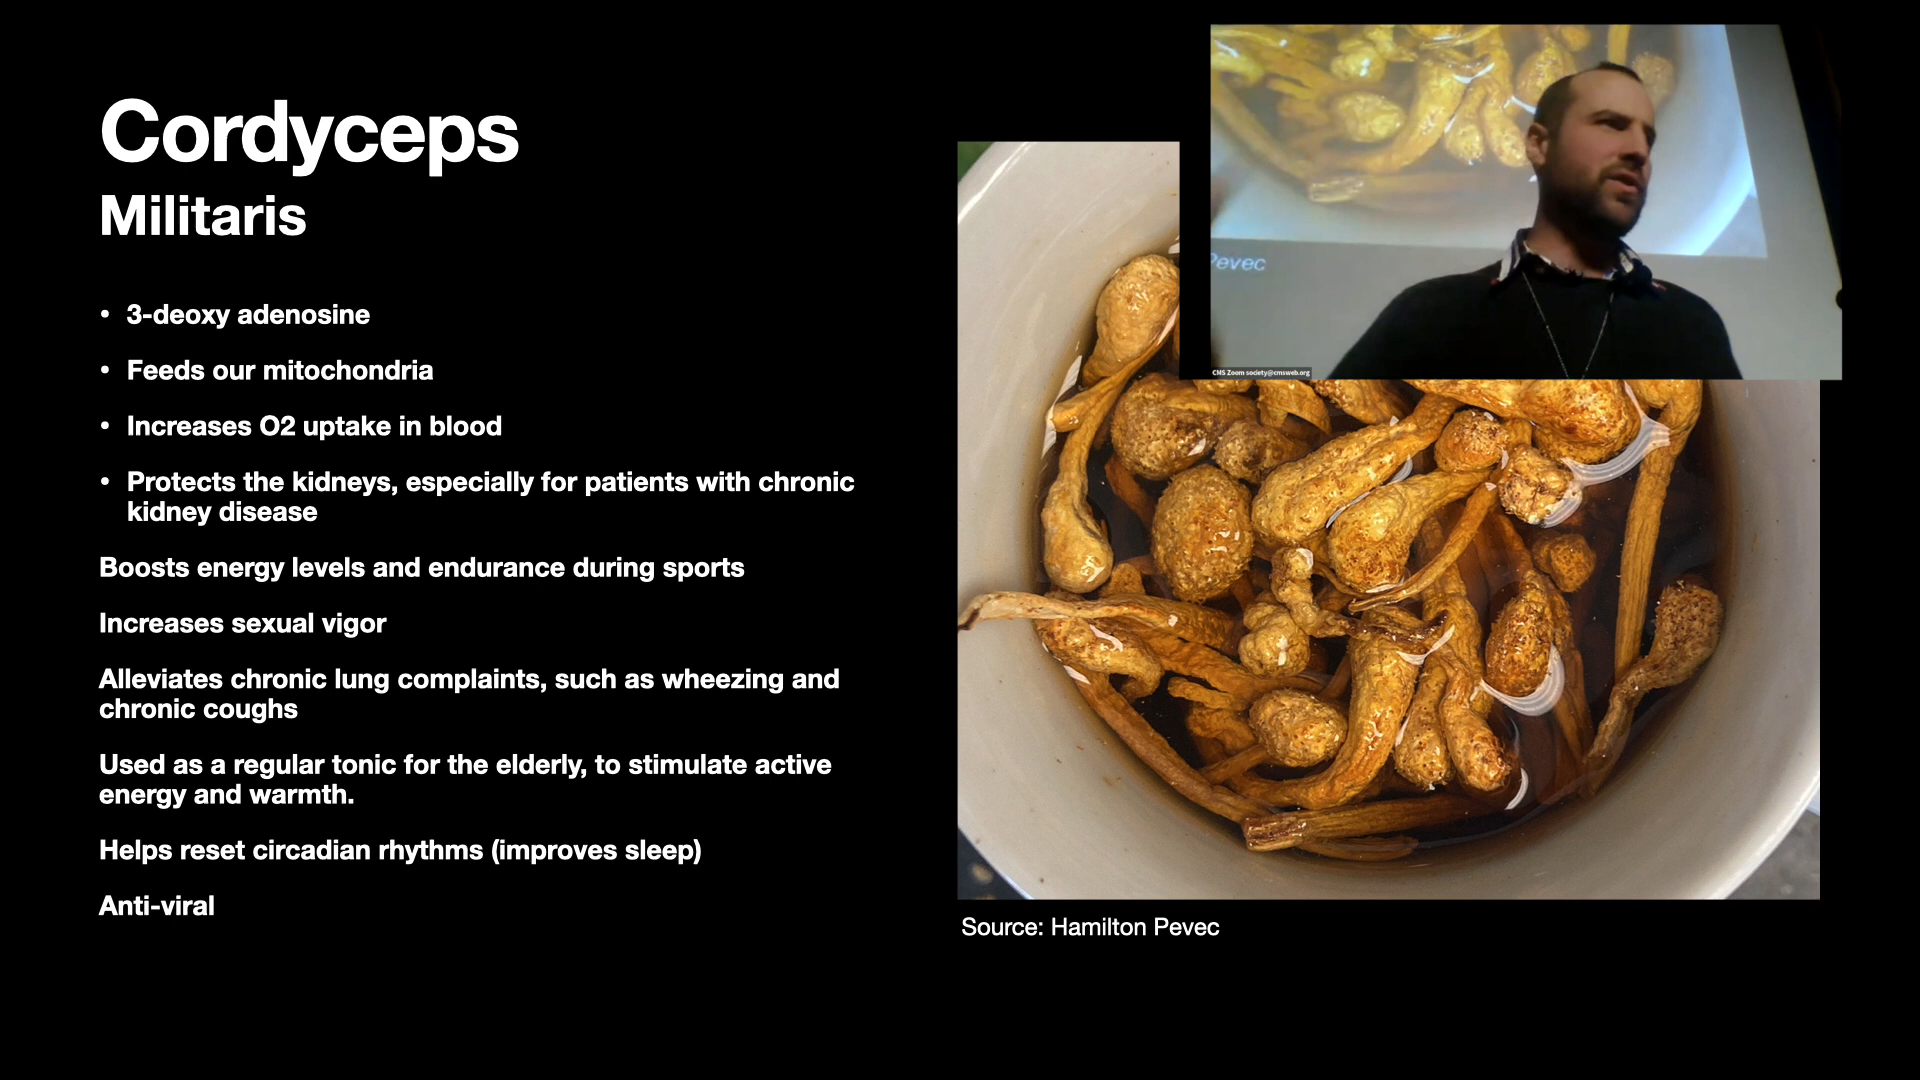 Cordyceps
Militaris
• 3-deoxy adenosine
• Feeds our mitochondria
• Increases O2 uptake in blood
• Protects the kidneys, especially for patients with chronic
kidney disease
Boosts energy levels and endurance during sports
Increases sexual vigor
Alleviates chronic lung complaints, such as wheezing and
chronic coughs
Used as a regular tonic for the elderly, to stimulate active
energy and warmth.
Helps reset circadian rhythms (improves sleep)
Anti-viral
Pevec
CMS Zoom society@cmsweb.org
Source: Hamilton Pevec